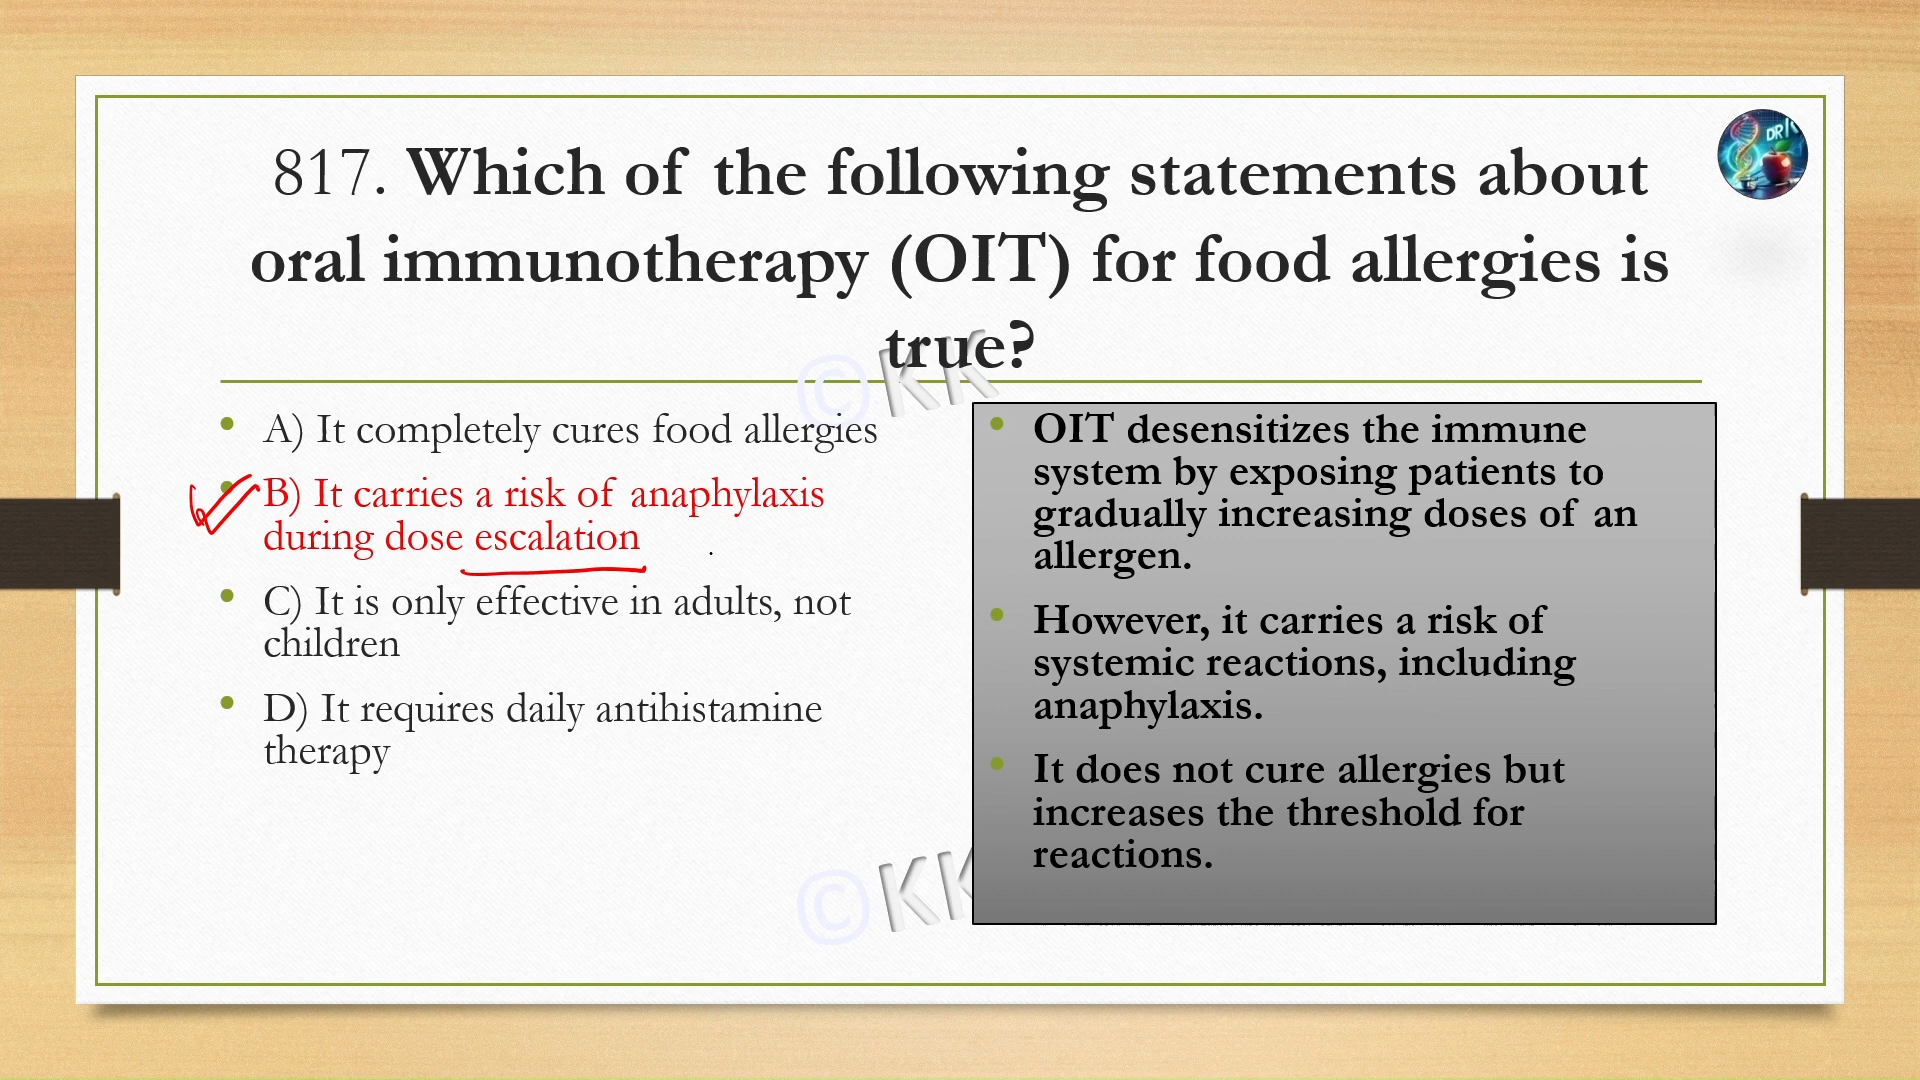 817. Which of the following statements about
oral immunotherapy (OIT) for food allergies is
true?
• A) It completely cures food allergies
• B) It carries a risk of anaphylaxis
during dose escalation
• C) It is only effective in adults, not
children
• D) It requires daily antihistamine
therapy
• OIT desensitizes the immune
system by exposing patients to
gradually increasing doses of an
allergen.
• However, it carries a risk of
systemic reactions, including
anaphylaxis.
• It does not cure allergies but
increases the threshold for
reactions.
©KK
©KK
DR